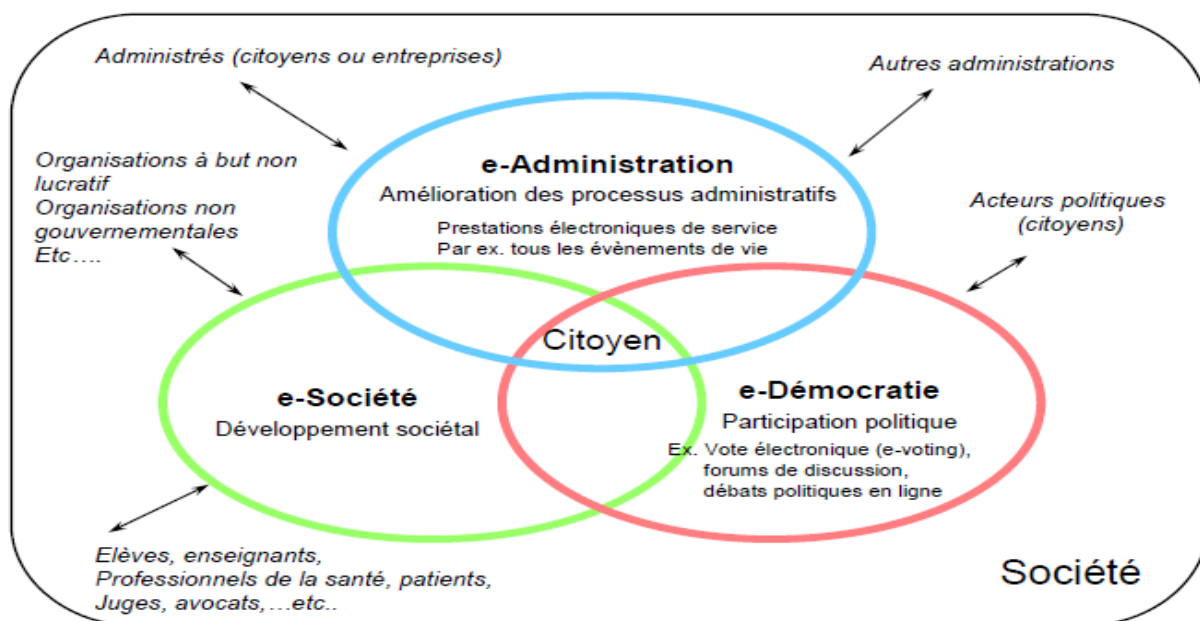 Administrés (citoyens ou entreprises)
Autres administrations
Organisations à but non
lucratif
Organisations non
gouvernementales
Etc….
e-Administration
Amélioration des processus administratifs
Prestations électroniques de service
Par ex. tous les évènements de vie
Acteurs politiques
(citoyens)
Citoyen
e-Société
Développement sociétal
e-Démocratie
Participation politique
Ex. Vote électronique (e-voting),
forums de discussion,
débats politiques en ligne
Elèves, enseignants,
Professionnels de la santé, patients,
Juges, avocats,…etc..
Société